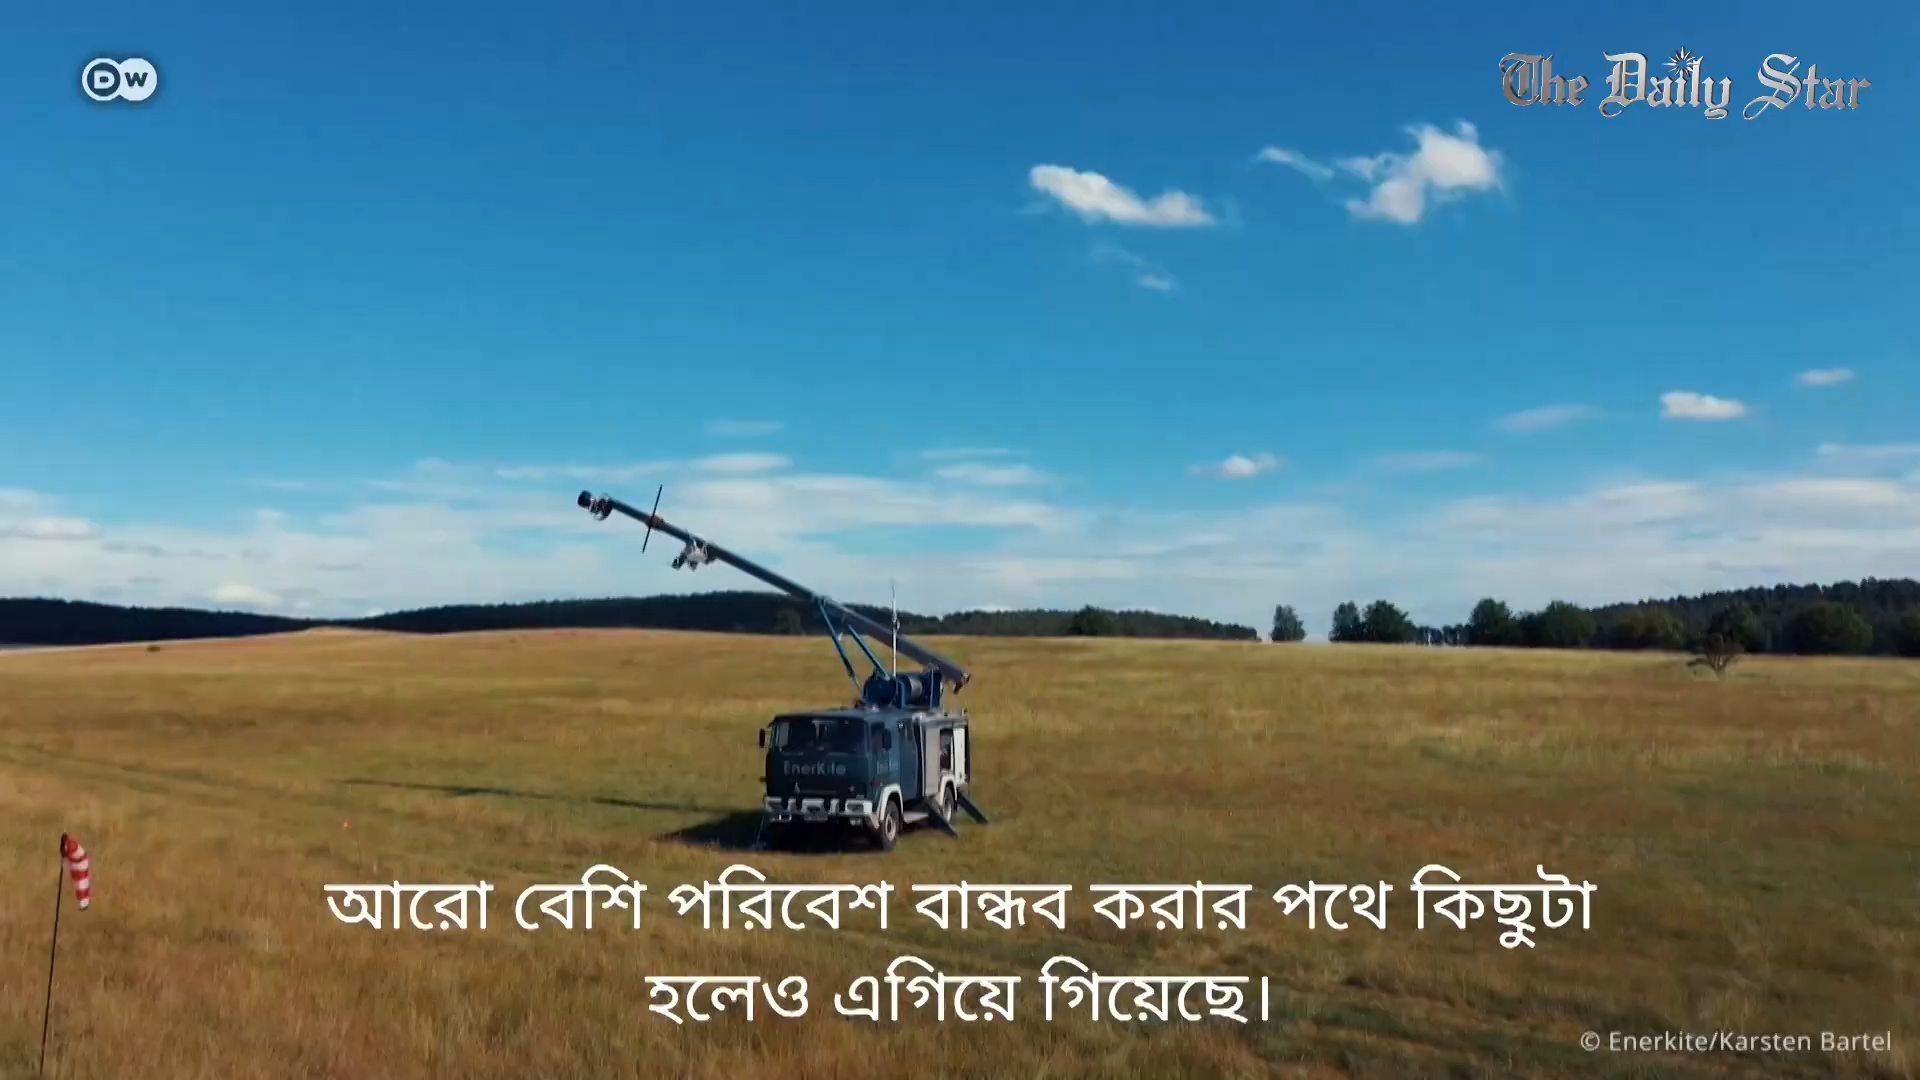 DW
The Daily Star
EnerKite
আরো বেশি পরিবেশ বান্ধব করার পথে কিছুটা
হলেও এগিয়ে গিয়েছে।
© Enerkite/Karsten Bartel